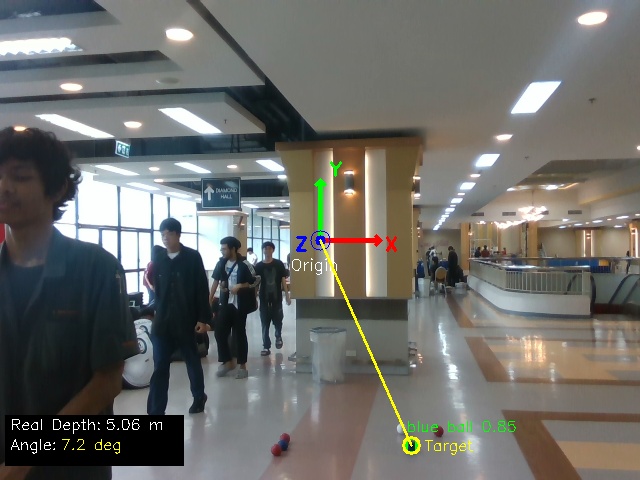 DIAMOND
HALL
Y
Z
X
Origin
blue ball 0.85
Target
Real Depth: 5.06 m
Angle: 7.2 deg